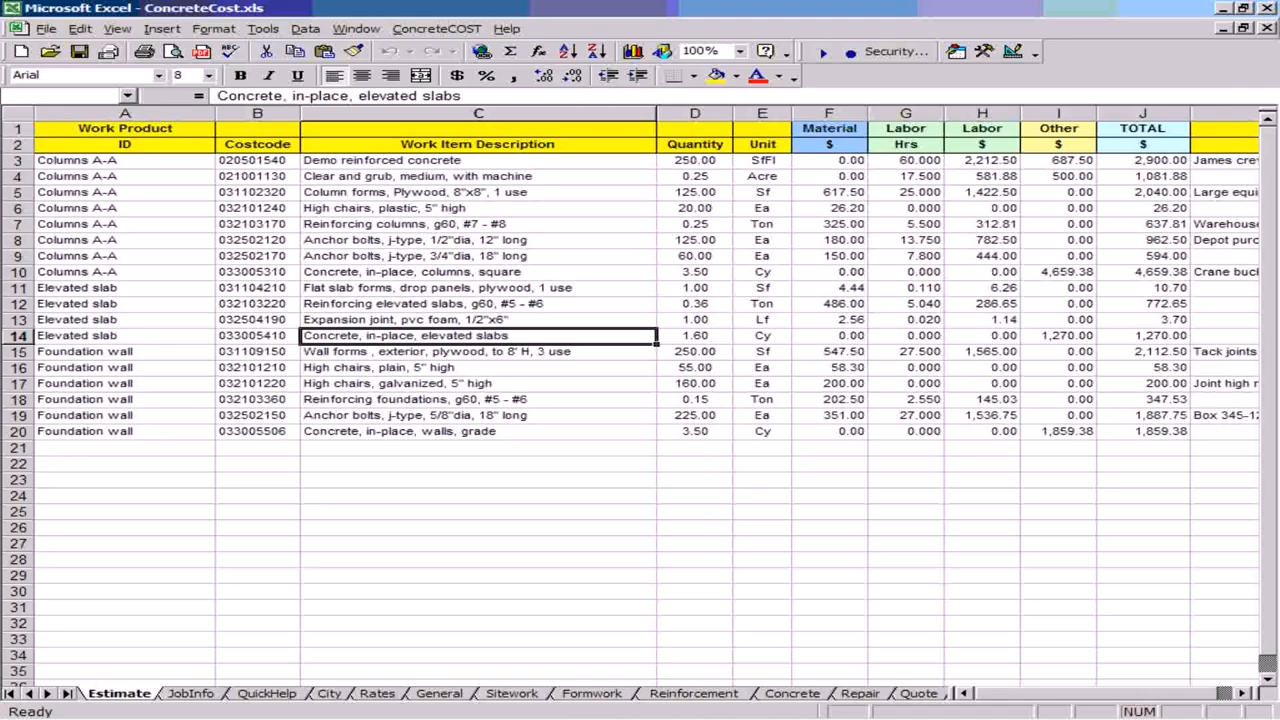 Microsoft Excel - ConcreteCost.xls
File Edit View Insert Format Tools Data Window ConcreteCOST Help
100% Security...
Arial 8 B I U $ % ,
= Concrete, in-place, elevated slabs
A B C D E F G H I J
1 Work Product Material Labor Labor Other TOTAL
2 ID Costcode Work Item Description Quantity Unit $ Hrs $ $ $
3 Columns A-A 020501540 Demo reinforced concrete 250.00 SfFl 0.00 60.000 2,212.50 687.50 2,900.00 James cre
4 Columns A-A 021001130 Clear and grub, medium, with machine 0.25 Acre 0.00 17.500 581.88 500.00 1,081.88
5 Columns A-A 031102320 Column forms, Plywood, 8"x8", 1 use 125.00 Sf 617.50 25.000 1,422.50 0.00 2,040.00 Large equi
6 Columns A-A 032101240 High chairs, plastic, 5" high 20.00 Ea 26.20 0.000 0.00 0.00 26.20
7 Columns A-A 032103170 Reinforcing columns, g60, #7 - #8 0.25 Ton 325.00 5.500 312.81 0.00 637.81 Warehouse
8 Columns A-A 032502120 Anchor bolts, j-type, 1/2"dia, 12" long 125.00 Ea 180.00 13.750 782.50 0.00 962.50 Depot purc
9 Columns A-A 032502170 Anchor bolts, j-type, 3/4"dia, 18" long 60.00 Ea 150.00 7.800 444.00 0.00 594.00
10 Columns A-A 033005310 Concrete, in-place, columns, square 3.50 Cy 0.00 0.000 0.00 4,659.38 4,659.38 Crane buck
11 Elevated slab 031104210 Flat slab forms, drop panels, plywood, 1 use 1.00 Sf 4.44 0.110 6.26 0.00 10.70
12 Elevated slab 032103220 Reinforcing elevated slabs, g60, #5 - #6 0.36 Ton 486.00 5.040 286.65 0.00 772.65
13 Elevated slab 032504190 Expansion joint, pvc foam, 1/2"x6" 1.00 Lf 2.56 0.020 1.14 0.00 3.70
14 Elevated slab 033005410 Concrete, in-place, elevated slabs 1.60 Cy 0.00 0.000 0.00 1,270.00 1,270.00
15 Foundation wall 031109150 Wall forms , exterior, plywood, to 8' H, 3 use 250.00 Sf 547.50 27.500 1,565.00 0.00 2,112.50 Tack joints
16 Foundation wall 032101210 High chairs, plain, 5" high 55.00 Ea 58.30 0.000 0.00 0.00 58.30
17 Foundation wall 032101220 High chairs, galvanized, 5" high 160.00 Ea 200.00 0.000 0.00 0.00 200.00 Joint high r
18 Foundation wall 032103360 Reinforcing foundations, g60, #5 - #6 0.15 Ton 202.50 2.550 145.03 0.00 347.53
19 Foundation wall 032502150 Anchor bolts, j-type, 5/8"dia, 18" long 225.00 Ea 351.00 27.000 1,536.75 0.00 1,887.75 Box 345-12
20 Foundation wall 033005506 Concrete, in-place, walls, grade 3.50 Cy 0.00 0.000 0.00 1,859.38 1,859.38
21
22
23
24
25
26
27
28
29
30
31
32
33
34
35
Estimate JobInfo QuickHelp City Rates General Sitework Formwork Reinforcement Concrete Repair Quote
Ready NUM